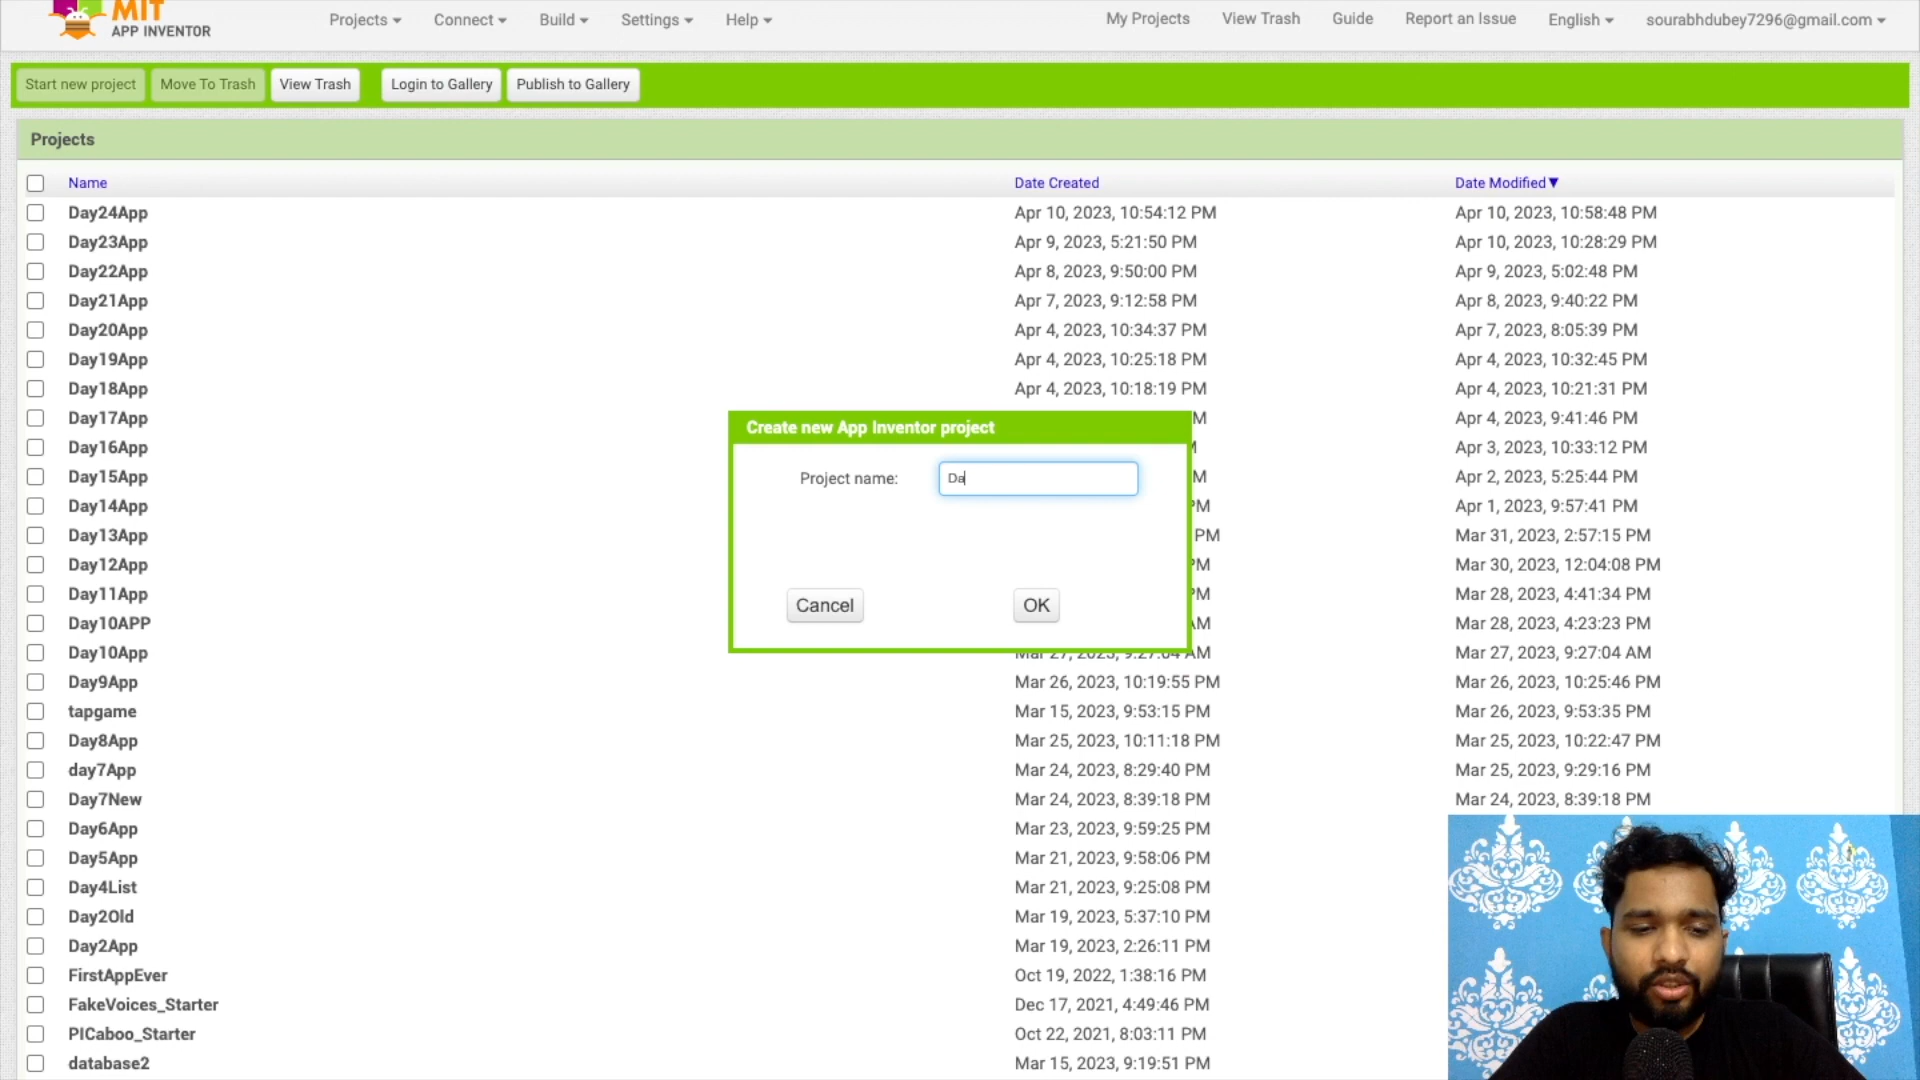 MIT
APP INVENTOR
Projects Connect Build Settings Help My Projects View Trash Guide Report an Issue English sourabhdubey7296@gmail.com
Start new project Move To Trash View Trash Login to Gallery Publish to Gallery
Projects
Name Date Created Date Modified
Day24App Apr 10, 2023, 10:54:12 PM Apr 10, 2023, 10:58:48 PM
Day23App Apr 9, 2023, 5:21:50 PM Apr 10, 2023, 10:28:29 PM
Day22App Apr 8, 2023, 9:50:00 PM Apr 9, 2023, 5:02:48 PM
Day21App Apr 7, 2023, 9:12:58 PM Apr 8, 2023, 9:40:22 PM
Day20App Apr 4, 2023, 10:34:37 PM Apr 7, 2023, 8:05:39 PM
Day19App Apr 4, 2023, 10:25:18 PM Apr 4, 2023, 10:32:45 PM
Day18App Apr 4, 2023, 10:18:19 PM Apr 4, 2023, 10:21:31 PM
Day17App Apr 4, 2023, 9:41:46 PM
Day16App Apr 3, 2023, 10:33:12 PM
Day15App Apr 2, 2023, 5:25:44 PM
Day14App Apr 1, 2023, 9:57:41 PM
Day13App PM Mar 31, 2023, 2:57:15 PM
Day12App Mar 30, 2023, 12:04:08 PM
Day11App Mar 28, 2023, 4:41:34 PM
Day10APP Mar 28, 2023, 4:23:23 PM
Day10App Mar 27, 2023, 9:27:04 AM Mar 27, 2023, 9:27:04 AM
Day9App Mar 26, 2023, 10:19:55 PM Mar 26, 2023, 10:25:46 PM
tapgame Mar 15, 2023, 9:53:15 PM Mar 26, 2023, 9:53:35 PM
Day8App Mar 25, 2023, 10:11:18 PM Mar 25, 2023, 10:22:47 PM
day7App Mar 24, 2023, 8:29:40 PM Mar 25, 2023, 9:29:16 PM
Day7New Mar 24, 2023, 8:39:18 PM Mar 24, 2023, 8:39:18 PM
Day6App Mar 23, 2023, 9:59:25 PM
Day5App Mar 21, 2023, 9:58:06 PM
Day4List Mar 21, 2023, 9:25:08 PM
Day2Old Mar 19, 2023, 5:37:10 PM
Day2App Mar 19, 2023, 2:26:11 PM
FirstAppEver Oct 19, 2022, 1:38:16 PM
FakeVoices_Starter Dec 17, 2021, 4:49:46 PM
PICaboo_Starter Oct 22, 2021, 8:03:11 PM
database2 Mar 15, 2023, 9:19:51 PM
Create new App Inventor project
Project name: Da
Cancel OK